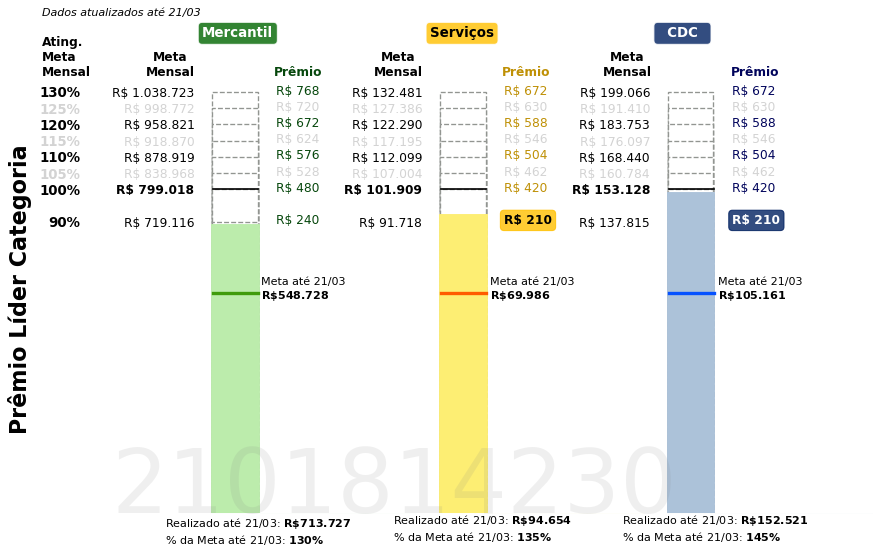 Dados atualizados até 21/03
Mercantil Serviços CDC
Ating.
Meta Meta Meta Meta
Mensal Mensal Prêmio Mensal Prêmio Mensal Prêmio
130% R$ 1.038.723 R$ 768 R$ 132.481 R$ 672 R$ 199.066 R$ 672
125% R$ 998.772 R$ 720 R$ 127.386 R$ 630 R$ 191.410 R$ 630
120% R$ 958.821 R$ 672 R$ 122.290 R$ 588 R$ 183.753 R$ 588
115% R$ 918.870 R$ 624 R$ 117.195 R$ 546 R$ 176.097 R$ 546
110% R$ 878.919 R$ 576 R$ 112.099 R$ 504 R$ 168.440 R$ 504
105% R$ 838.968 R$ 528 R$ 107.004 R$ 462 R$ 160.784 R$ 462
100% R$ 799.018 R$ 480 R$ 101.909 R$ 420 R$ 153.128 R$ 420
90% R$ 719.116 R$ 240 R$ 91.718 R$ 210 R$ 137.815 R$ 210
Meta até 21/03 Meta até 21/03 Meta até 21/03
R$548.728 R$69.986 R$105.161
Prêmio Líder Categoria
2101814230
Realizado até 21/03: R$713.727 Realizado até 21/03: R$94.654 Realizado até 21/03: R$152.521
% da Meta até 21/03: 130% % da Meta até 21/03: 135% % da Meta até 21/03: 145%